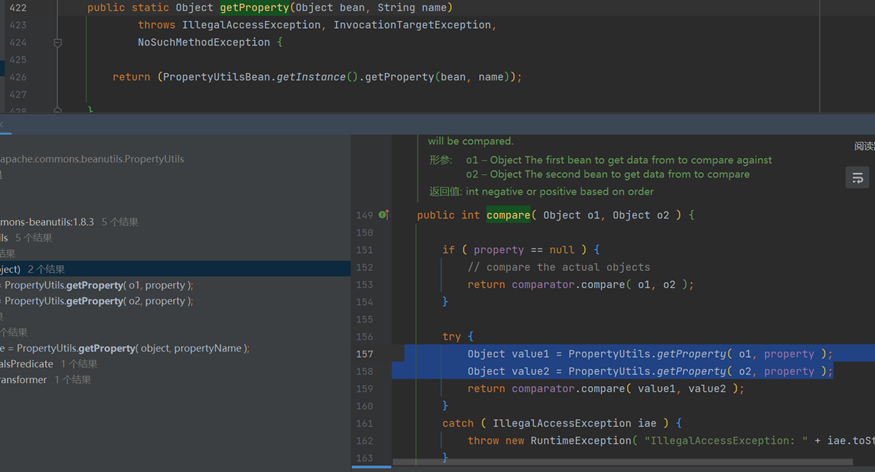 422 public static Object getProperty(Object bean, String name)
423 throws IllegalAccessException, InvocationTargetException,
424 NoSuchMethodException {
425
426 return (PropertyUtilsBean.getInstance().getProperty(bean, name));
427
428 }
apache.commons.beanutils.PropertyUtils
mons-beanutils:1.8.3 5 个结果
ils 5 个结果
结果
oject) 2 个结果
= PropertyUtils.getProperty( o1, property );
= PropertyUtils.getProperty( o2, property );
果
个结果
e = PropertyUtils.getProperty( object, propertyName );
alsPredicate 1 个结果
ransformer 1 个结果
will be compared.
形参: o1 – Object The first bean to get data from to compare against
o2 – Object The second bean to get data from to compare
返回值: int negative or positive based on order
阅读
149 public int compare( Object o1, Object o2 ) {
150
151 if ( property == null ) {
152 // compare the actual objects
153 return comparator.compare( o1, o2 );
154 }
155
156 try {
157 Object value1 = PropertyUtils.getProperty( o1, property );
158 Object value2 = PropertyUtils.getProperty( o2, property );
159 return comparator.compare( value1, value2 );
160 }
161 catch ( IllegalAccessException iae ) {
162 throw new RuntimeException( "IllegalAccessException: " + iae.toSt
163 }